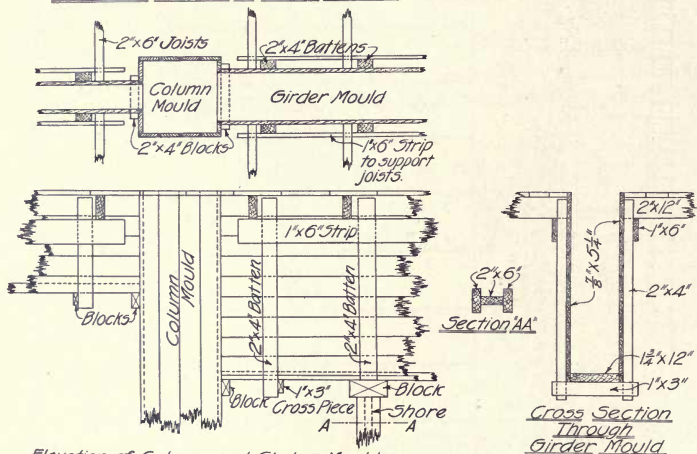 2"x6" Joists
2"x4" Battens
Column
Mould
Girder Mould
2"x4" Blocks
1"x6" Strip
to support
joists.
1"x6" Strip
Column Mould
2"x4" Batten
2"x4" Batten
Blocks
Block
1"x3"
Cross Piece
Block
Shore
A
A
2"x6"
Section "AA"
2"x12"
1"x6"
7/8"x5 1/4"
2"x4"
1 3/4"x12"
1"x3"
Cross Section
Through
Girder Mould
Elevation of Column and Girder Mould